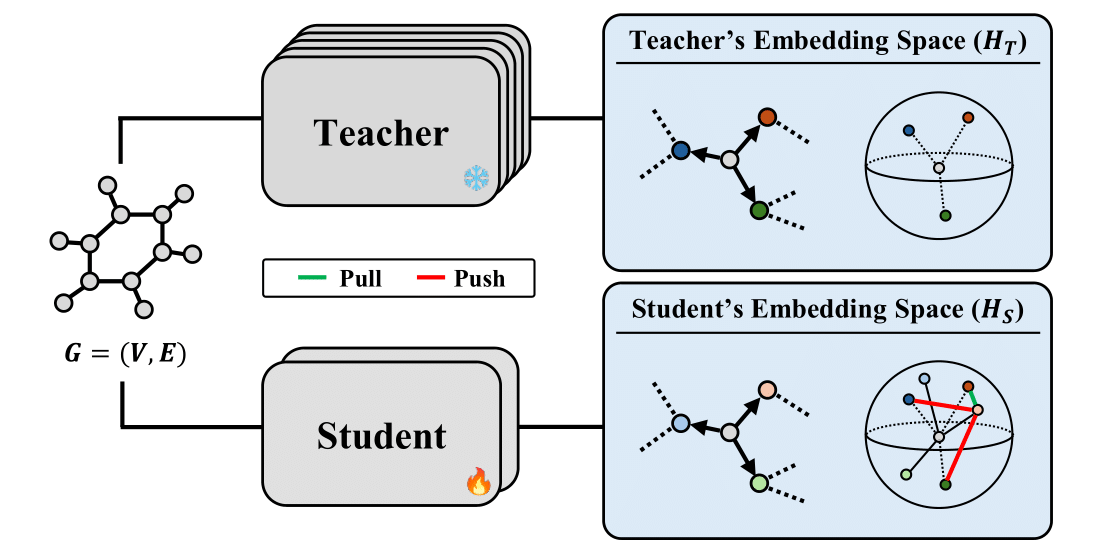 Teacher's Embedding Space (H_T)
Teacher
Pull Push
Student's Embedding Space (H_S)
G = (V, E)
Student